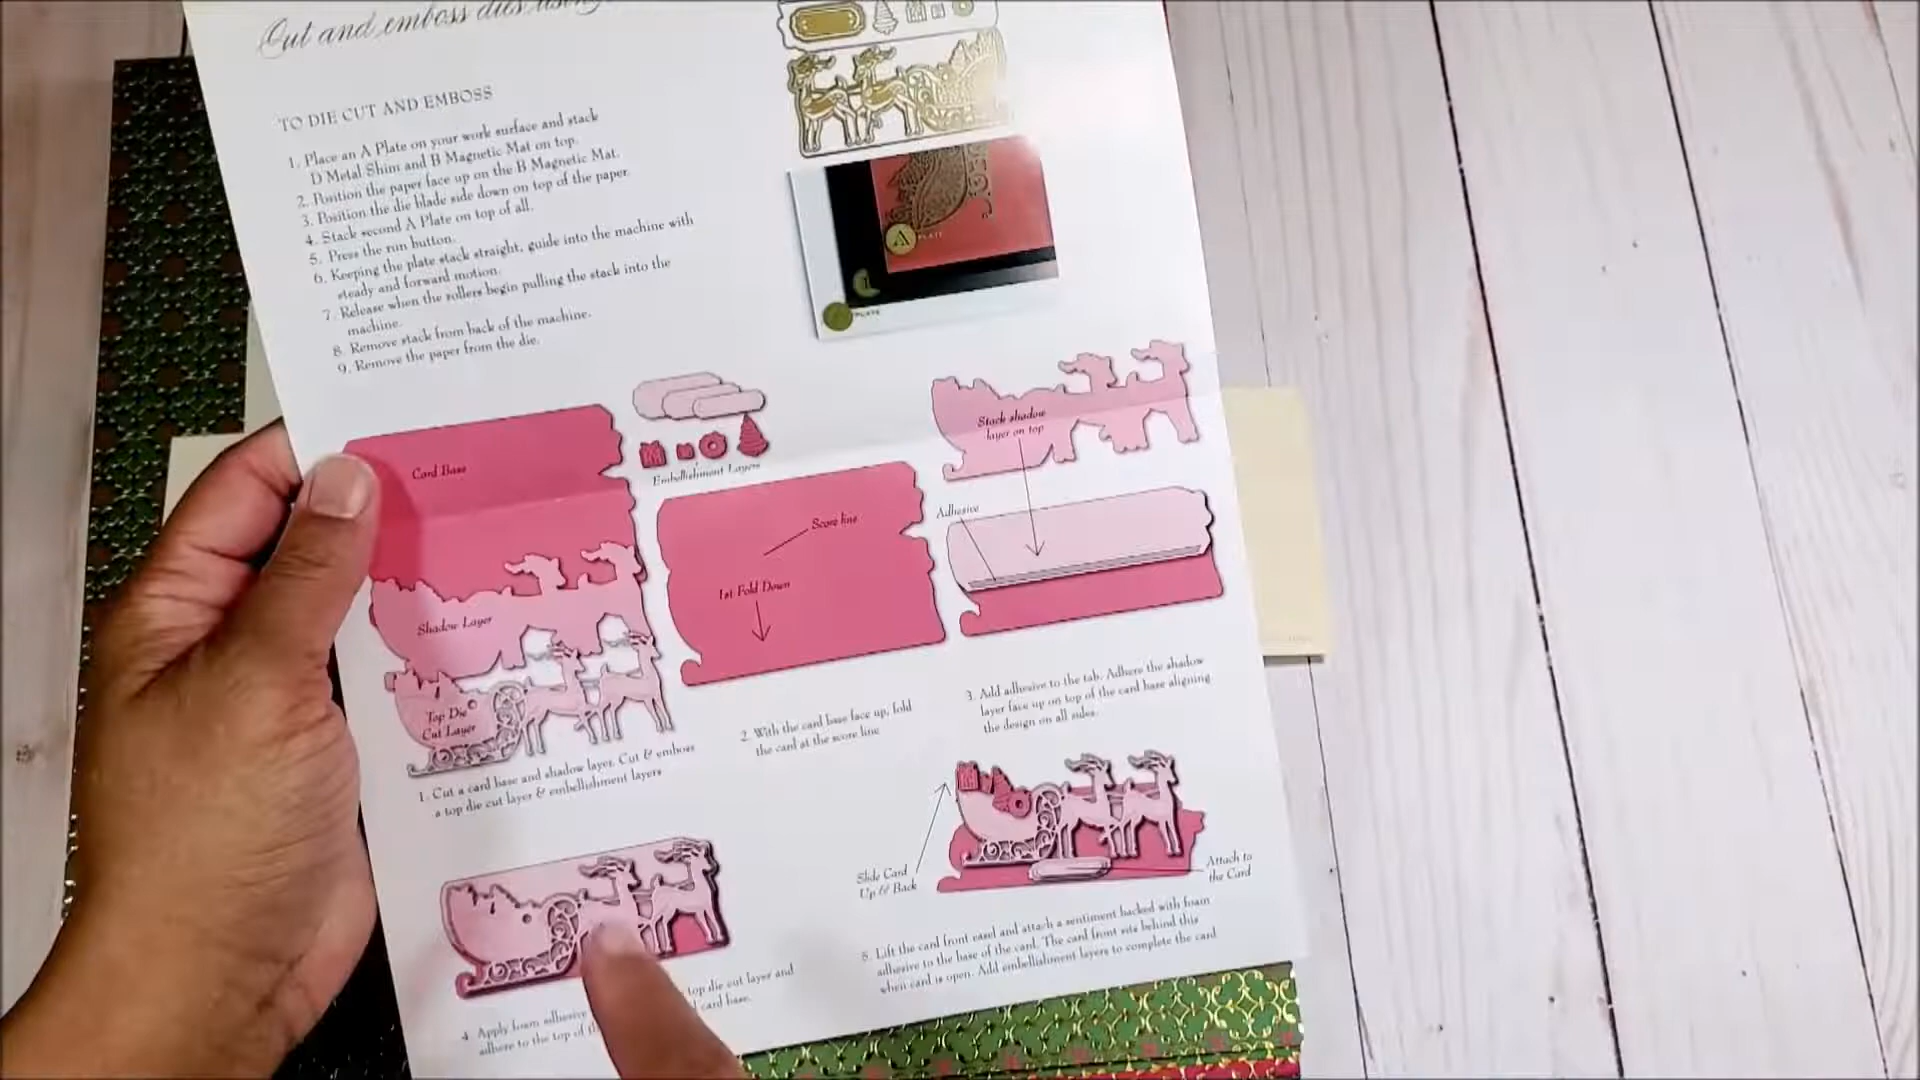 Cut and emboss dies using
TO DIE CUT AND EMBOSS
1. Place an A Plate on your work surface and stack
D Metal Shim and B Magnetic Mat on top.
2. Position the paper face up on the B Magnetic Mat.
3. Position the die blade side down on top of the paper.
4. Stack second A Plate on top of all.
5. Press the run button.
6. Keeping the plate stack straight, guide into the machine with
steady and forward motion.
7. Release when the rollers begin pulling the stack into the
machine.
8. Remove stack from back of the machine.
9. Remove the paper from the die.
A PLATE
1
PLATE
Card Base
Embellishment Layers
Shadow Layer
Top Die
Cut Layer
1. Cut a card base and shadow layer. Cut & emboss
a top die cut layer & embellishment layers
Score line
1st Fold Down
2. With the card base face up, fold
the card at the score line
Stack shadow
layer on top
Adhesive
3. Add adhesive to the tab. Adhere the shadow
layer face up on top of the card base aligning
the design on all sides.
4. Apply foam adhesive top die cut layer and
adhere to the top of card base.
Slide Card
Up & Back
Attach to
the Card
5. Lift the card front easel and attach a sentiment backed with foam
adhesive to the base of the card. The card front sits behind this
when card is open. Add embellishment layers to complete the card